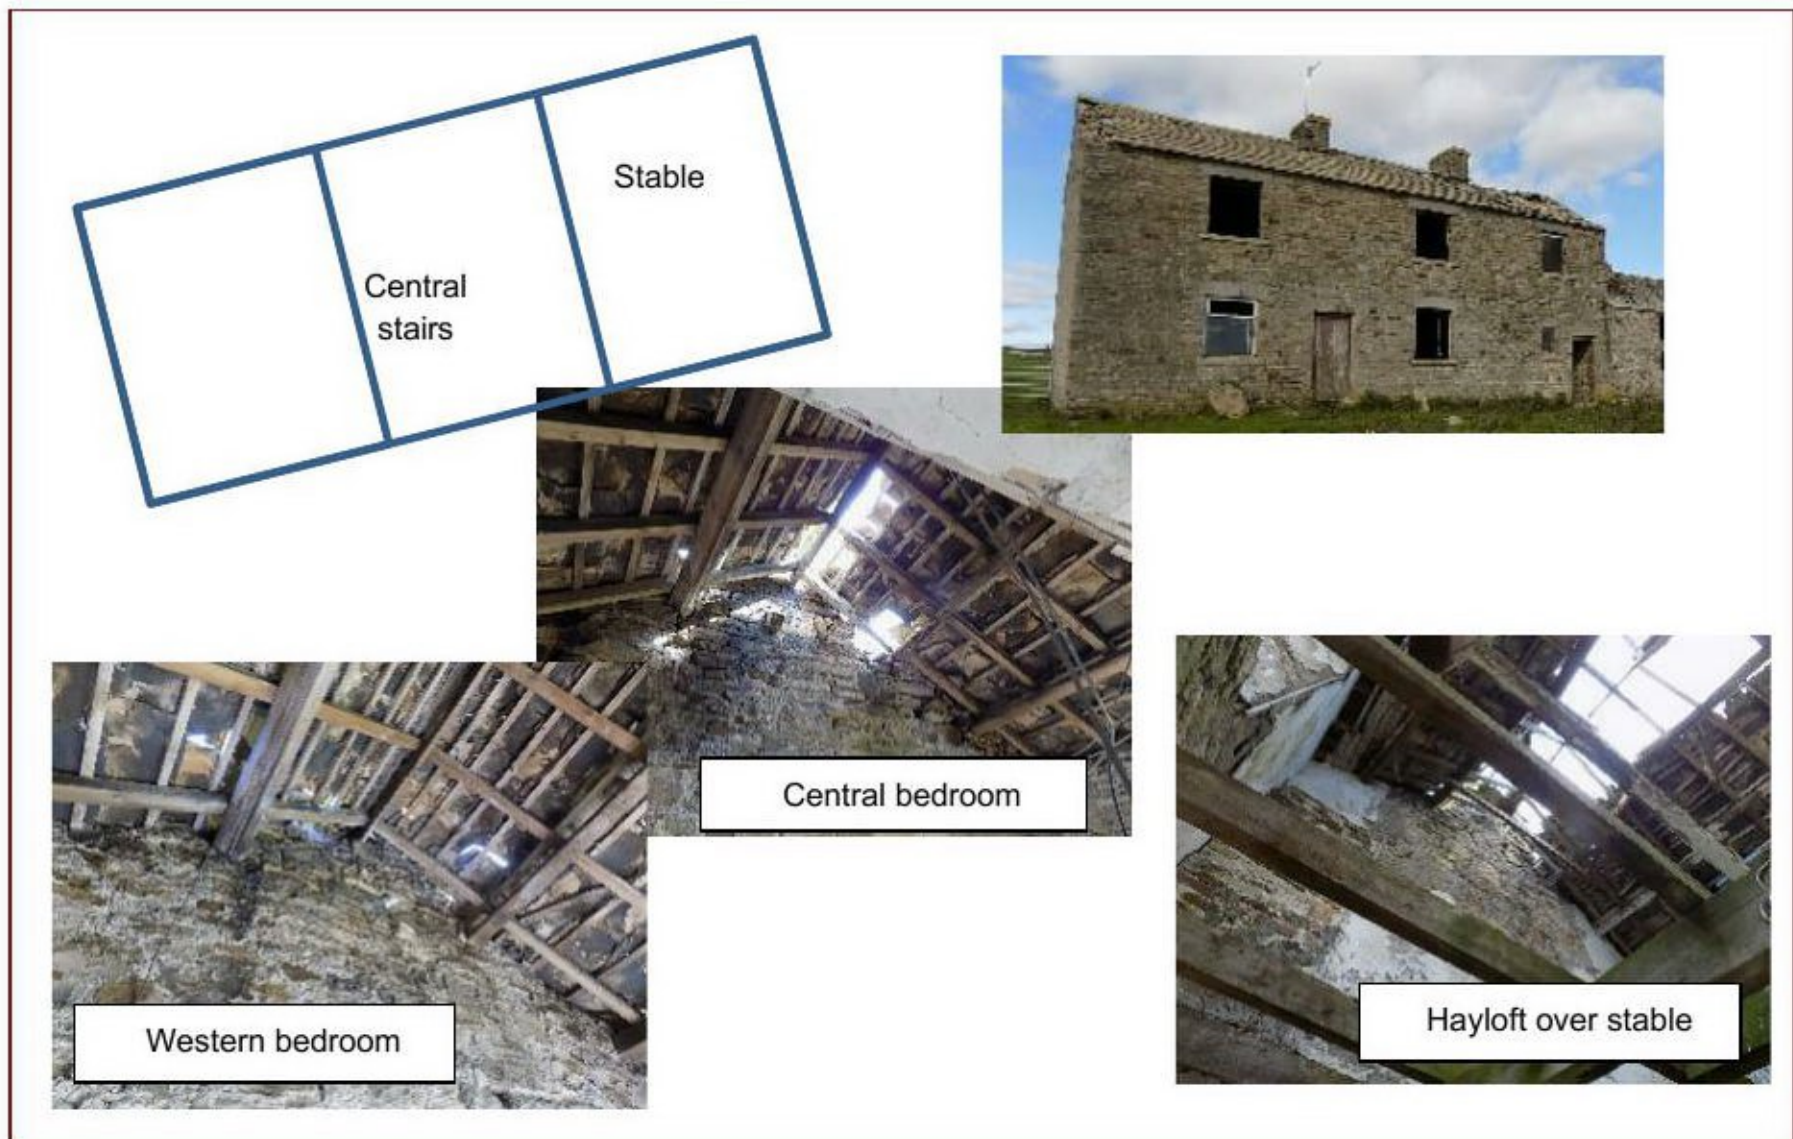 Stable
Central
stairs
Central bedroom
Western bedroom
Hayloft over stable